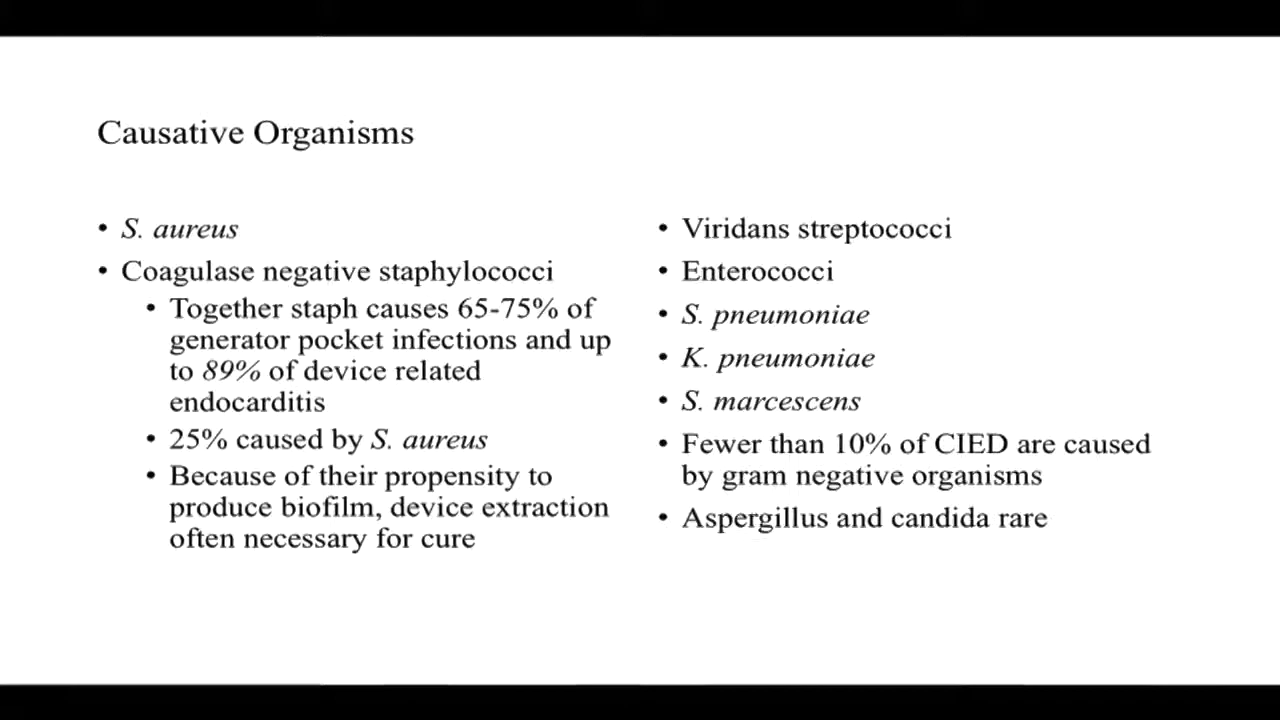 Causative Organisms
• S. aureus
• Coagulase negative staphylococci
• Together staph causes 65-75% of
generator pocket infections and up
to 89% of device related
endocarditis
• 25% caused by S. aureus
• Because of their propensity to
produce biofilm, device extraction
often necessary for cure
• Viridans streptococci
• Enterococci
• S. pneumoniae
• K. pneumoniae
• S. marcescens
• Fewer than 10% of CIED are caused
by gram negative organisms
• Aspergillus and candida rare